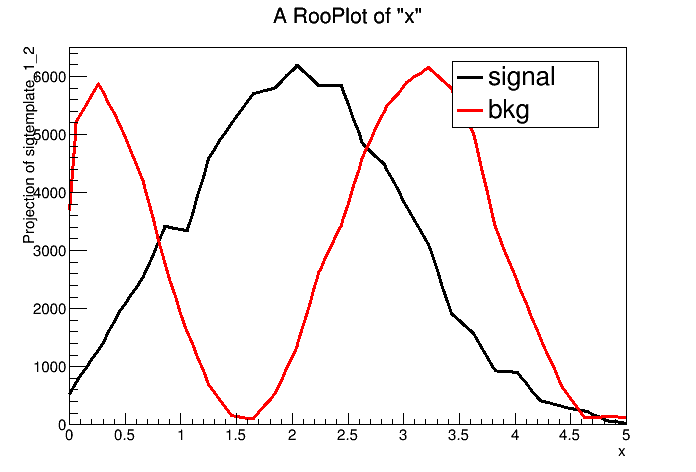 A RooPlot of "x"
Projection of sigtemplate_1_2
6000
5000
4000
3000
2000
1000
0
0 0.5 1 1.5 2 2.5 3 3.5 4 4.5 5
x
signal
bkg